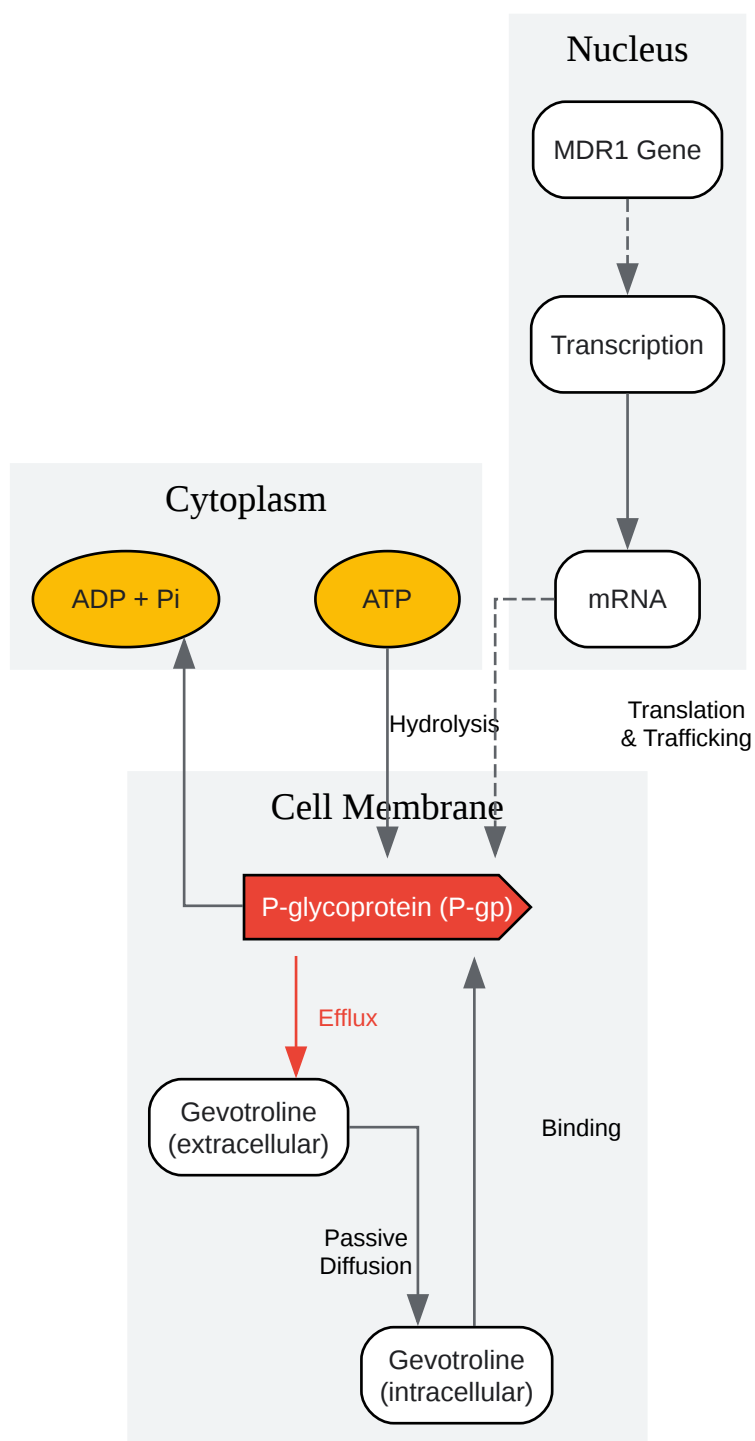 Nucleus
MDR1 Gene
Transcription
Cytoplasm
ADP + Pi
ATP
mRNA
Hydrolysis
Translation
& Trafficking
Cell Membrane
P-glycoprotein (P-gp)
Efflux
Gevotroline
(extracellular)
Binding
Passive
Diffusion
Gevotroline
(intracellular)